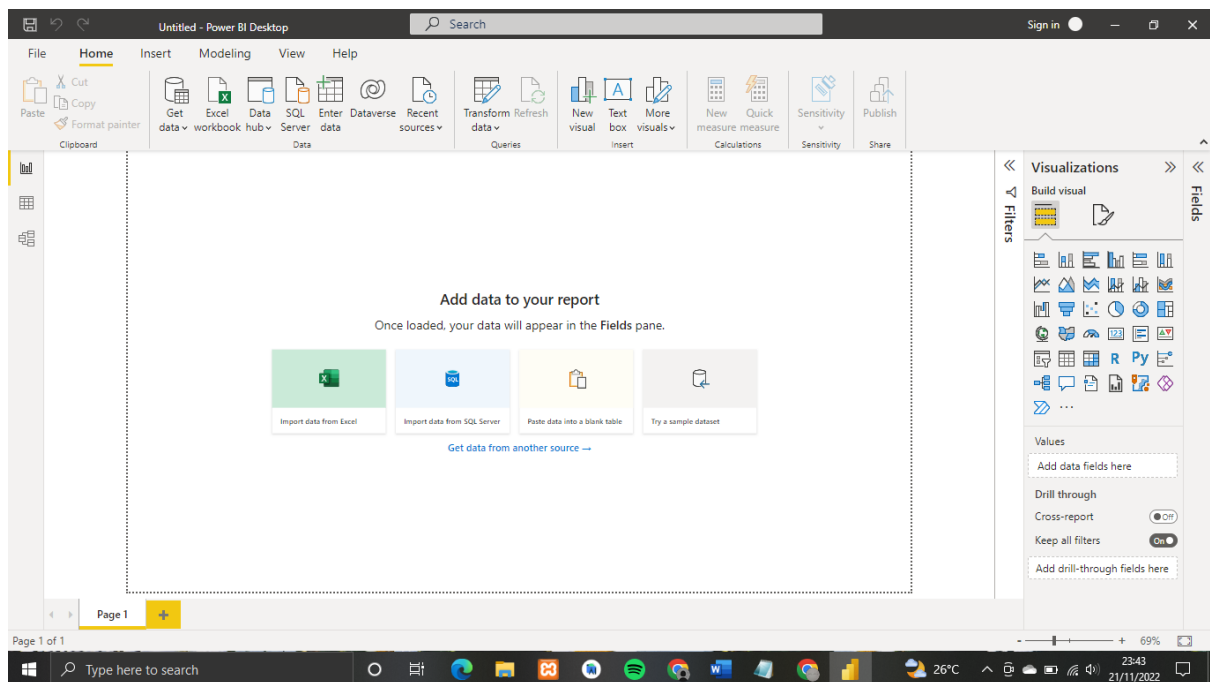 Untitled - Power BI Desktop
Search
Sign in
File Home Insert Modeling View Help
Paste
Cut
Copy
Format painter
Clipboard
Get data
Excel workbook
Data hub
SQL Server
Enter data
Dataverse
Recent sources
Data
Transform data
Refresh
Queries
New visual
Text box
More visuals
Insert
New measure
Quick measure
Calculations
Sensitivity
Sensitivity
Publish
Share
Add data to your report
Once loaded, your data will appear in the Fields pane.
Import data from Excel
Import data from SQL Server
Paste data into a blank table
Try a sample dataset
Get data from another source →
Filters
Visualizations
Build visual
123
R Py
...
Values
Add data fields here
Drill through
Cross-report
Off
Keep all filters
On
Add drill-through fields here
Fields
Page 1
+
Page 1 of 1
- + 69%
Type here to search
26°C
23:43
21/11/2022